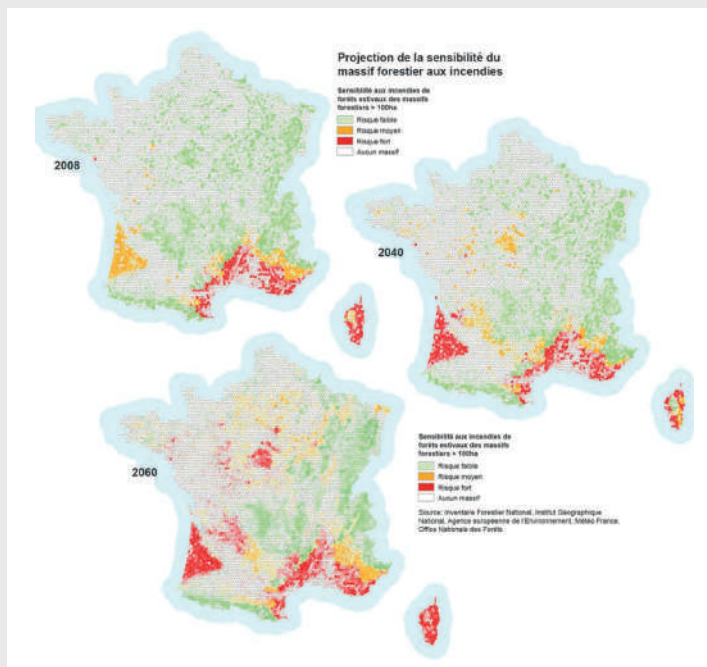 Projection de la sensibilité du
massif forestier aux incendies
Sensibilité aux incendies de
forêts estivaux des massifs
forestiers > 100ha
Risque faible
Risque moyen
Risque fort
Aucun massif
2008
2040
2060
Sensibilité aux incendies de
forêts estivaux des massifs
forestiers > 100ha
Risque faible
Risque moyen
Risque fort
Aucun massif
Source: Inventaire Forestier National, Institut Géographique
National, Agence européenne de l'Environnement, Météo France,
Office Nationale des Forêts